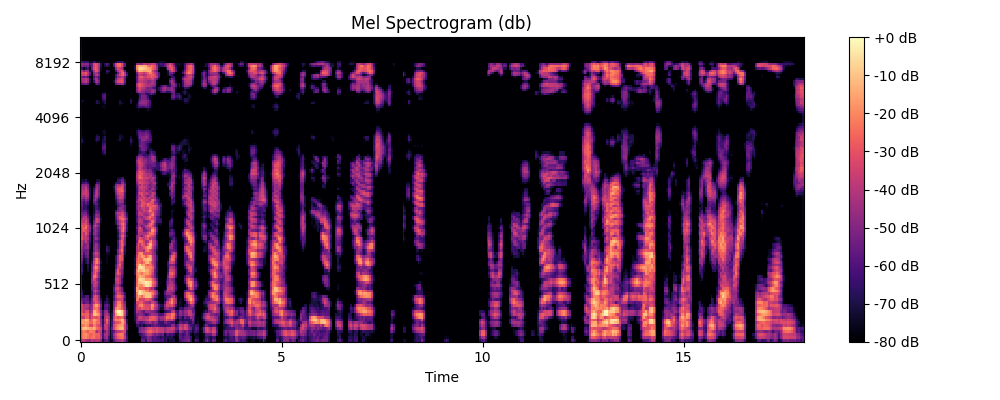 Mel Spectrogram (db)
Hz
8192
4096
2048
1024
512
0
0
5
10
15
Time
+0 dB
-10 dB
-20 dB
-30 dB
-40 dB
-50 dB
-60 dB
-70 dB
-80 dB